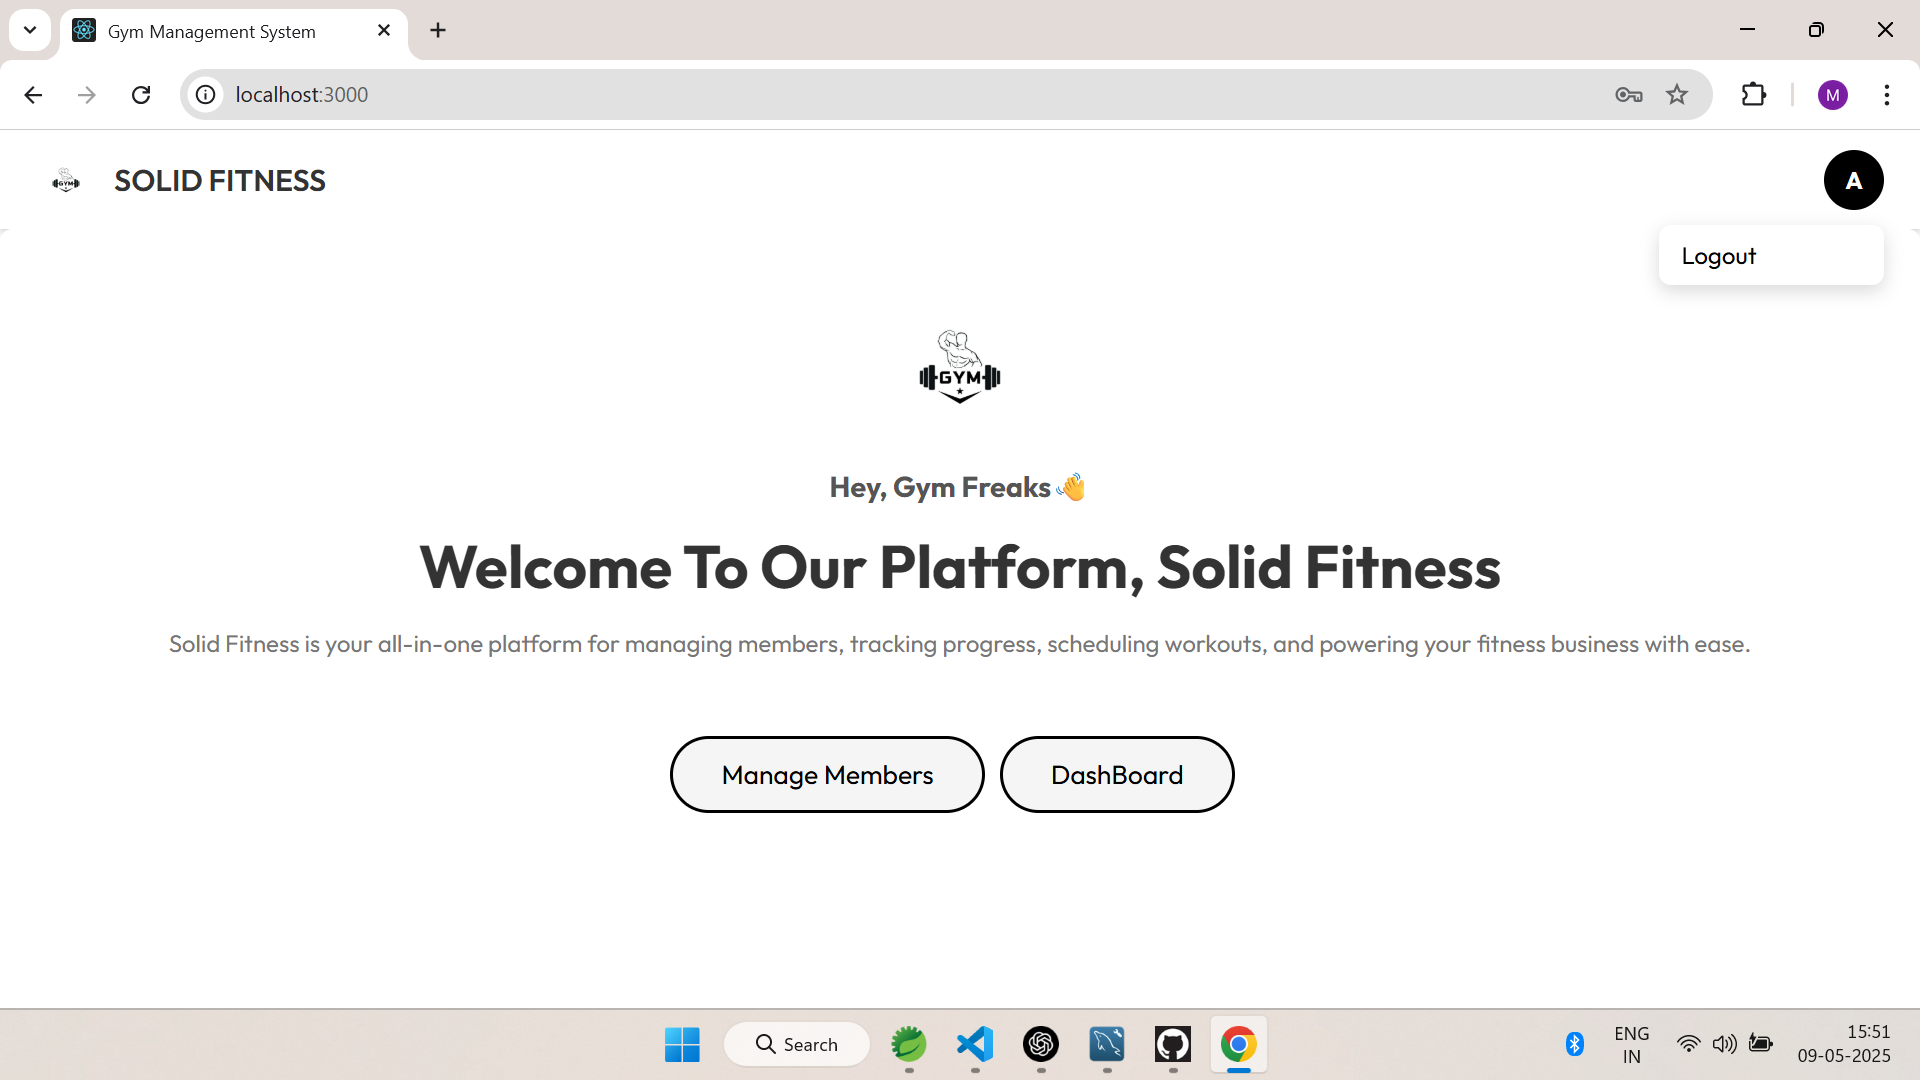 Gym Management System
localhost:3000
M
GYM
SOLID FITNESS
A
Logout
GYM
Hey, Gym Freaks 👋
Welcome To Our Platform, Solid Fitness
Solid Fitness is your all-in-one platform for managing members, tracking progress, scheduling workouts, and powering your fitness business with ease.
Manage Members
DashBoard
Search
ENG
IN
15:51
09-05-2025